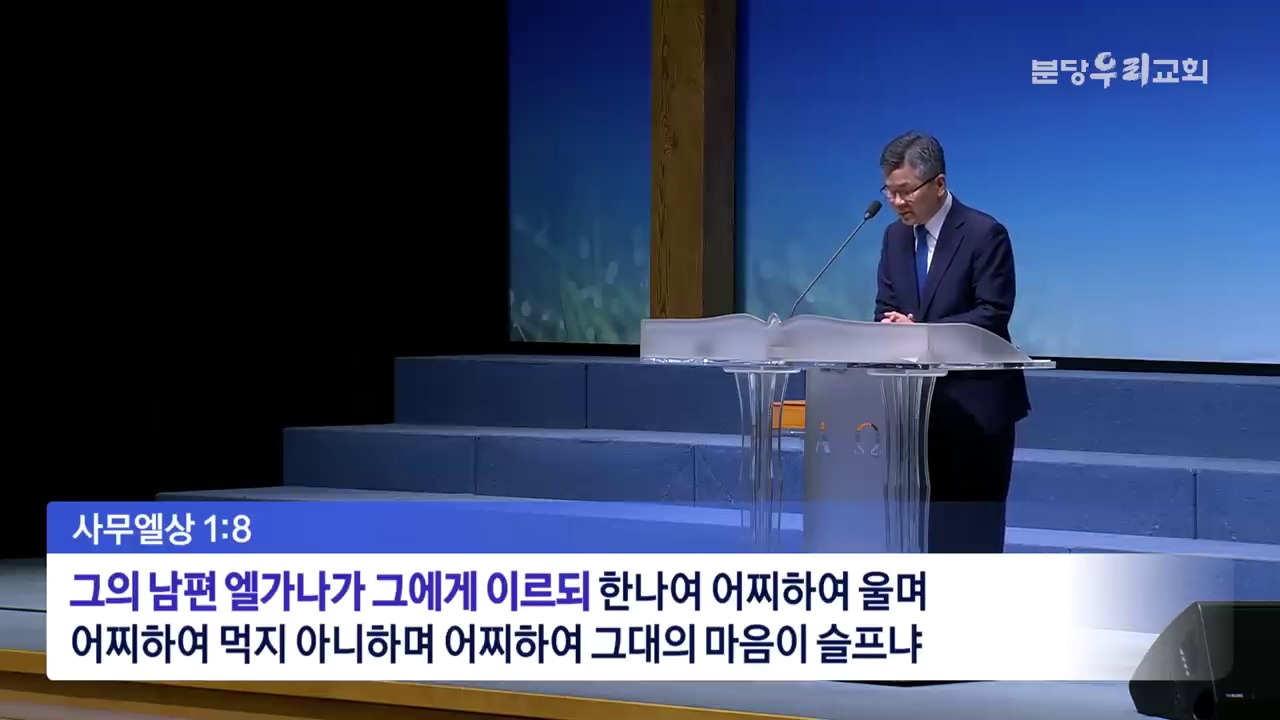 분당우리교회
Α Ω
사무엘상 1:8
그의 남편 엘가나가 그에게 이르되 한나여 어찌하여 울며
어찌하여 먹지 아니하며 어찌하여 그대의 마음이 슬프냐